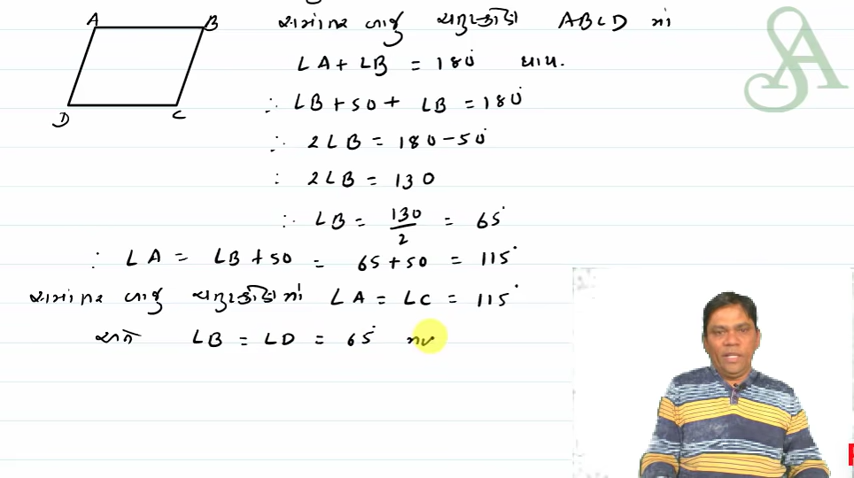 A B
D C
સમાંતર બાજુ ચતુષ્કોણ ABCD માં
∠A + ∠B = 180° થાય.
∴ ∠B + 50 + ∠B = 180°
∴ 2∠B = 180 - 50°
: 2∠B = 130
∴ ∠B = 130/2 = 65°
∴ ∠A = ∠B + 50 = 65 + 50 = 115°
સમાંતર બાજુ ચતુષ્કોણમાં ∠A = ∠C = 115°
અને ∠B = ∠D = 65°